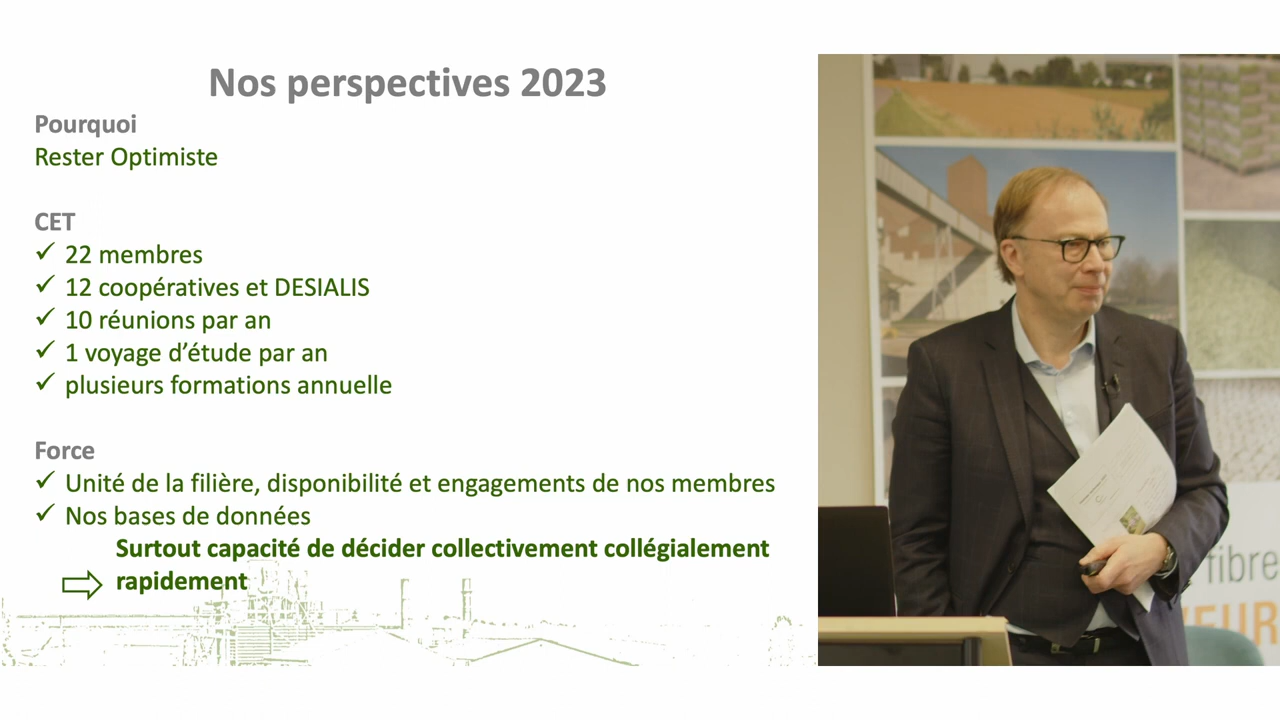 Nos perspectives 2023
Pourquoi
Rester Optimiste
CET
✓ 22 membres
✓ 12 coopératives et DESIALIS
✓ 10 réunions par an
✓ 1 voyage d’étude par an
✓ plusieurs formations annuelle
Force
✓ Unité de la filière, disponibilité et engagements de nos membres
✓ Nos bases de données
Surtout capacité de décider collectivement collégialement
rapidement
fibre